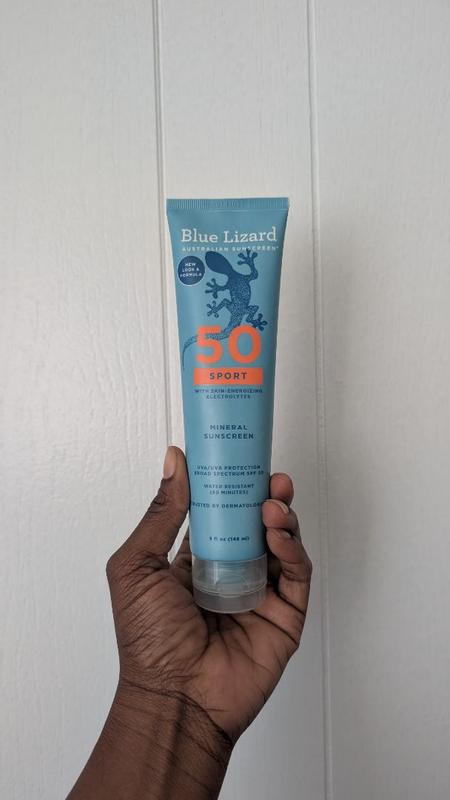 Blue Lizard
AUSTRALIAN SUNSCREEN
NEW
LOOK &
FORMULA
50
SPORT
WITH SKIN-ENERGIZING
ELECTROLYTES
MINERAL
SUNSCREEN
UVA/UVB PROTECTION
BROAD SPECTRUM SPF 50
WATER RESISTANT
(80 MINUTES)
TRUSTED BY
5 fl oz (148 ml)